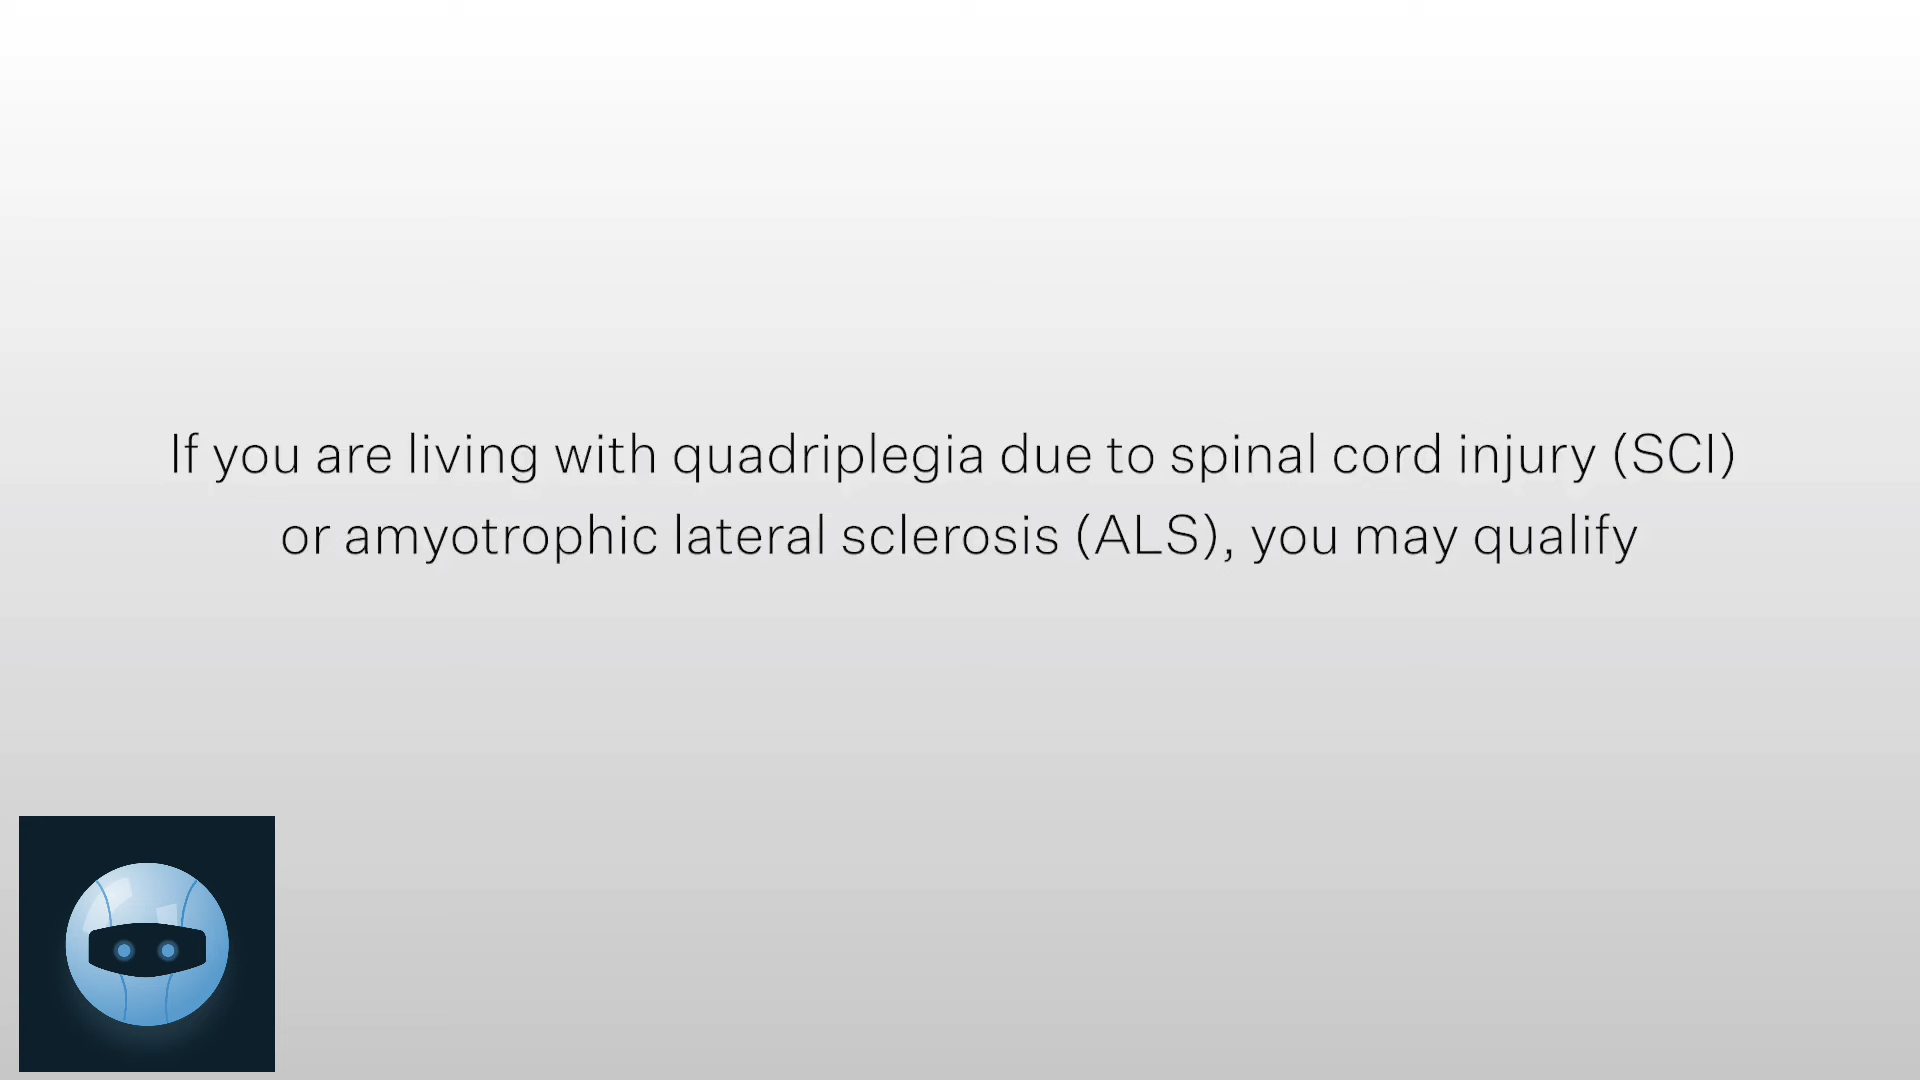 If you are living with quadriplegia due to spinal cord injury (SCI)
or amyotrophic lateral sclerosis (ALS), you may qualify